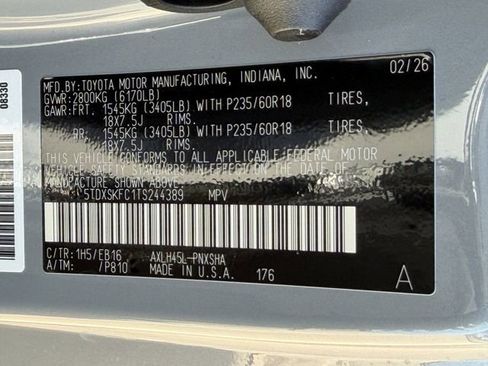 08330
MFD.BY:TOYOTA MOTOR MANUFACTURING, INDIANA, INC. 02/26
GVWR:2800KG (6170LB)
GAWR:FRT. 1545KG (3405LB) WITH P235/60R18 TIRES,
18X7.5J RIMS.
RR. 1545KG (3405LB) WITH P235/60R18 TIRES,
18X7.5J RIMS.
THIS VEHICLE CONFORMS TO ALL APPLICABLE FEDERAL MOTOR
VEHICLE SAFETY STANDARDS IN EFFECT ON THE DATE OF
MANUFACTURE SHOWN ABOVE.
5TDXSKFC1TS244389 MPV
C/TR:1H5/EB16 AXLH45L-PNXSHA
A/TM: /P810 MADE IN U.S.A. 176 A